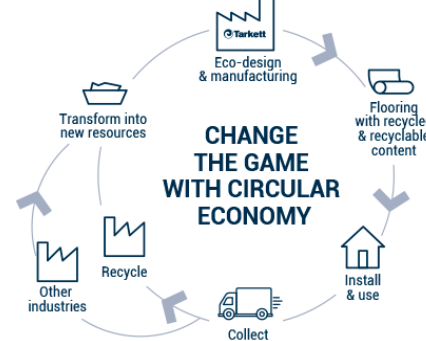 Tarkett
Eco-design
& manufacturing
Flooring
with recycle
& recyclable
content
Transform into
new resources
CHANGE
THE GAME
WITH CIRCULAR
ECONOMY
Recycle
Install
& use
Other
industries
Collect